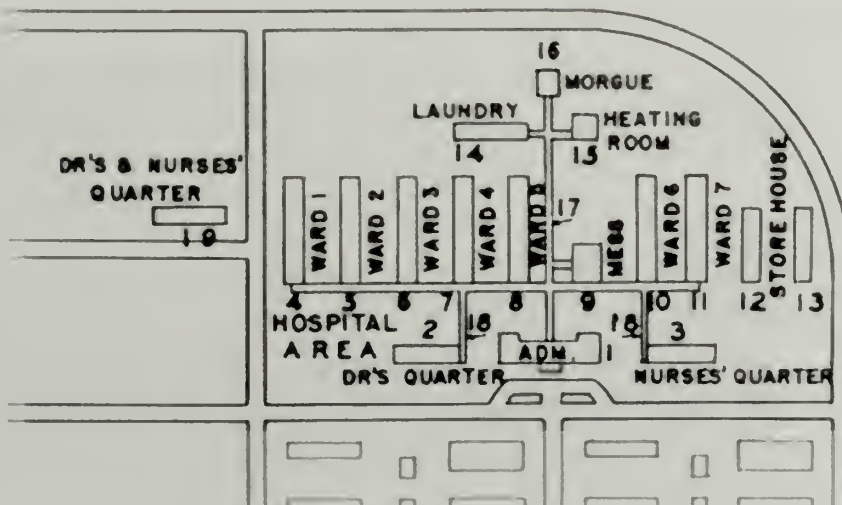 16
MORGUE
LAUNDRY
HEATING
ROOM
14
15
DR'S & NURSES'
QUARTER
19
WARD 1
WARD 2
WARD 3
WARD 4
WARD 5
17
MESS
WARD 6
WARD 7
STORE HOUSE
4
5
6
7
8
9
10
11
12
13
HOSPITAL
AREA
2
18
ADM.
1
18
3
DR'S QUARTER
NURSES' QUARTER